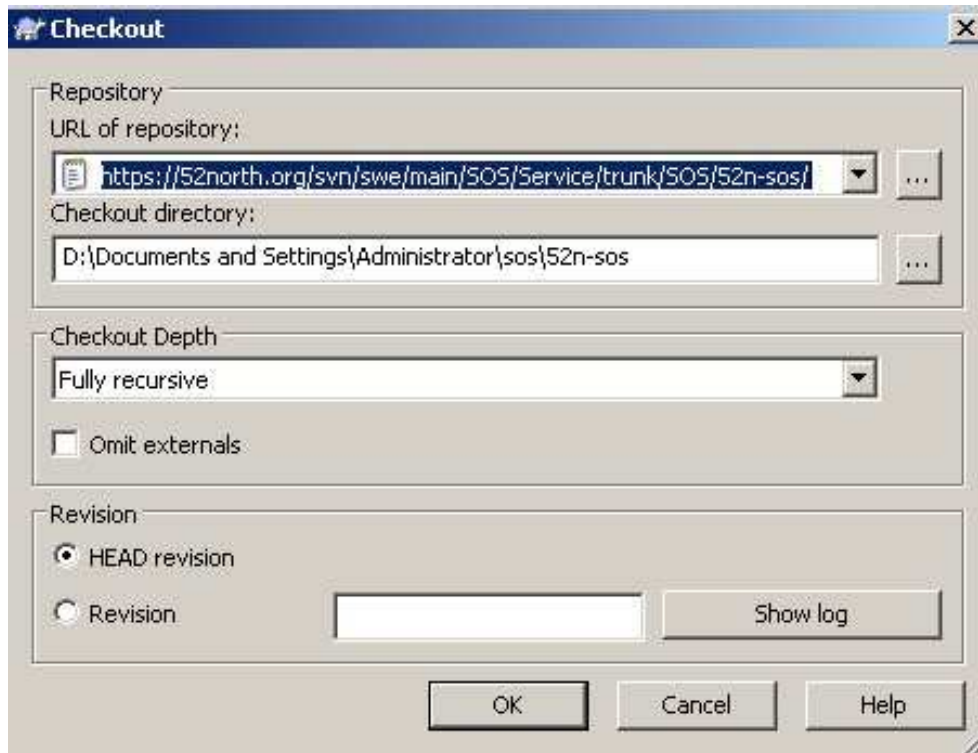 Checkout
Repository
URL of repository:
https://52north.org/svn/swe/main/SOS/Service/trunk/SOS/52n-sos/
...
Checkout directory:
D:\Documents and Settings\Administrator\sos\52n-sos
...
Checkout Depth
Fully recursive
Omit externals
Revision
HEAD revision
Revision
Show log
OK Cancel Help